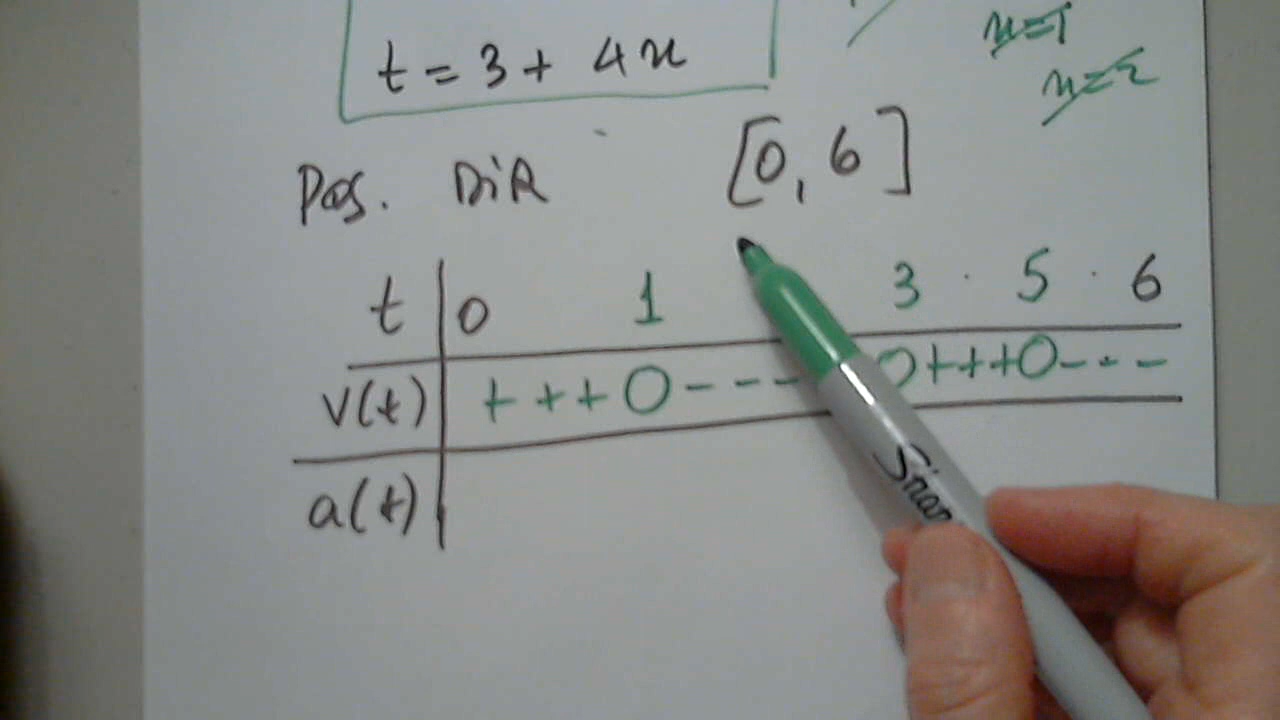 t = 3 + 4n
n=1
n=2
Pos. DiR [0, 6]
t 0 1 3 · 5 · 6
v(t) + + + 0 - - - - 0 + + + 0 - - - -
a(t)